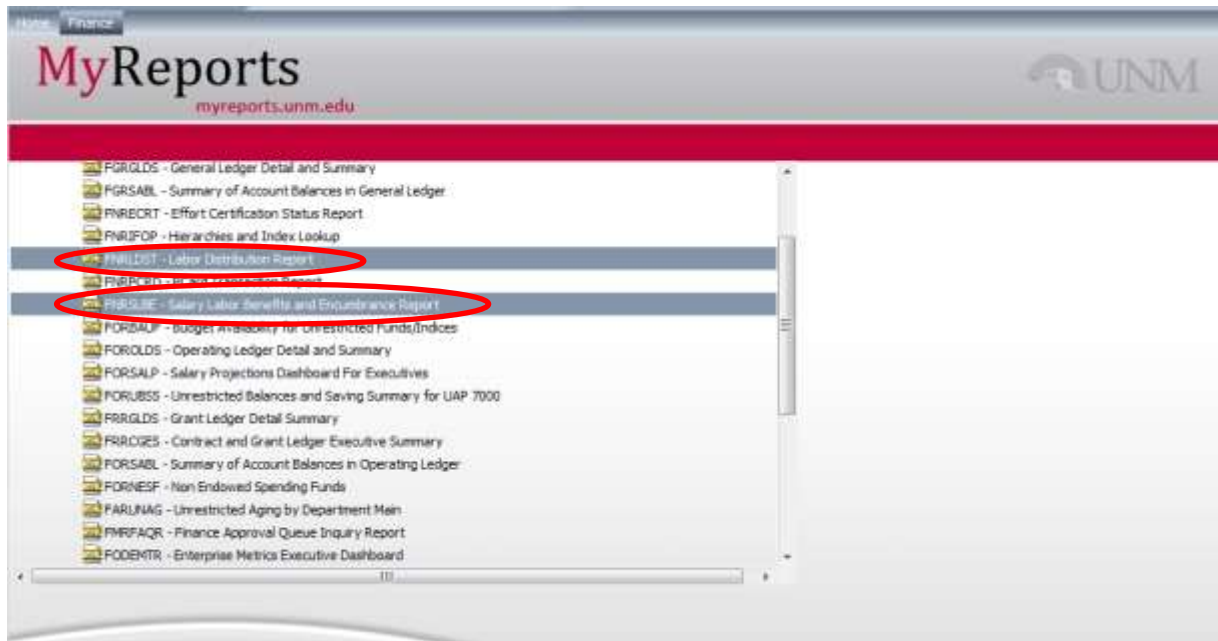 Home Finance
MyReports
UNM
myreports.unm.edu
FGRGLDS - General Ledger Detail and Summary
FGRSABL - Summary of Account Balances in General Ledger
FNRECRT - Effort Certification Status Report
FNRIFOP - Hierarchies and Index Lookup
FNRLDST - Labor Distribution Report
FNRPCRD - PCard Transaction Report
FNRSLBE - Salary Labor Benefits and Encumbrance Report
FORBAUF - Budget Availability for Unrestricted Funds/Indices
FOROLDS - Operating Ledger Detail and Summary
FORSALP - Salary Projections Dashboard For Executives
FORUBSS - Unrestricted Balances and Saving Summary for UAP 7000
FRRGLDS - Grant Ledger Detail Summary
FRRCGES - Contract and Grant Ledger Executive Summary
FORSABL - Summary of Account Balances in Operating Ledger
FORNESF - Non Endowed Spending Funds
FARUNAG - Unrestricted Aging by Department Main
FMRFAQR - Finance Approval Queue Inquiry Report
FODEMTR - Enterprise Metrics Executive Dashboard